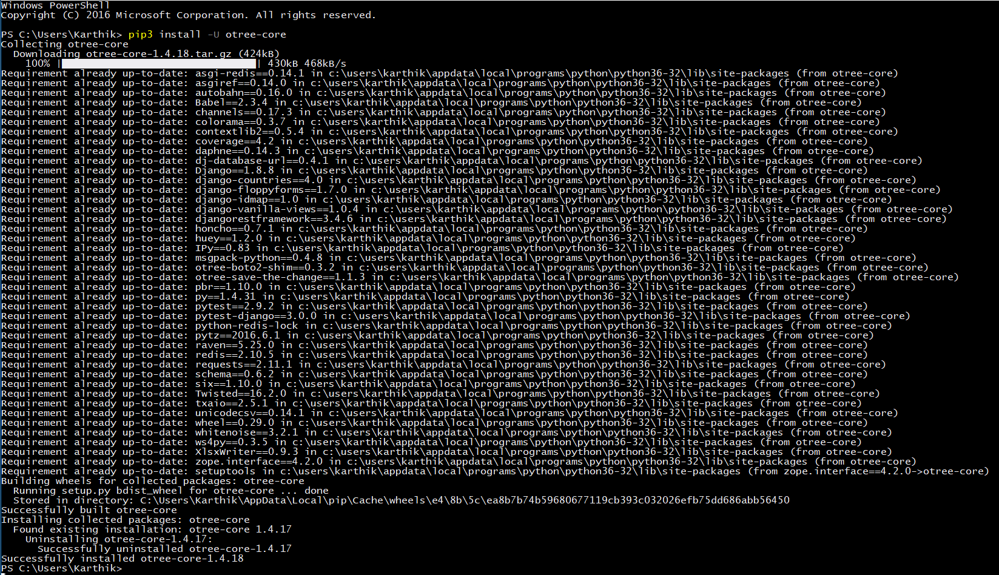 Windows PowerShell
Copyright (C) 2016 Microsoft Corporation. All rights reserved.
PS C:\Users\Karthik> pip3 install -U otree-core
Collecting otree-core
Downloading otree-core-1.4.18.tar.gz (424kB)
100% |████████████████████████████████| 430kB 468kB/s
Requirement already up-to-date: asgi-redis==0.14.1 in c:\users\karthik\appdata\local\programs\python\python36-32\lib\site-packages (from otree-core)
Requirement already up-to-date: asgiref==0.14.0 in c:\users\karthik\appdata\local\programs\python\python36-32\lib\site-packages (from otree-core)
Requirement already up-to-date: autobahn==0.16.0 in c:\users\karthik\appdata\local\programs\python\python36-32\lib\site-packages (from otree-core)
Requirement already up-to-date: Babel==2.3.4 in c:\users\karthik\appdata\local\programs\python\python36-32\lib\site-packages (from otree-core)
Requirement already up-to-date: channels==0.17.3 in c:\users\karthik\appdata\local\programs\python\python36-32\lib\site-packages (from otree-core)
Requirement already up-to-date: colorama==0.3.7 in c:\users\karthik\appdata\local\programs\python\python36-32\lib\site-packages (from otree-core)
Requirement already up-to-date: contextlib2==0.5.4 in c:\users\karthik\appdata\local\programs\python\python36-32\lib\site-packages (from otree-core)
Requirement already up-to-date: coverage==4.2 in c:\users\karthik\appdata\local\programs\python\python36-32\lib\site-packages (from otree-core)
Requirement already up-to-date: daphne==0.14.3 in c:\users\karthik\appdata\local\programs\python\python36-32\lib\site-packages (from otree-core)
Requirement already up-to-date: dj-database-url==0.4.1 in c:\users\karthik\appdata\local\programs\python\python36-32\lib\site-packages (from otree-core)
Requirement already up-to-date: Django==1.8.8 in c:\users\karthik\appdata\local\programs\python\python36-32\lib\site-packages (from otree-core)
Requirement already up-to-date: django-countries==4.0 in c:\users\karthik\appdata\local\programs\python\python36-32\lib\site-packages (from otree-core)
Requirement already up-to-date: django-floppyforms==1.7.0 in c:\users\karthik\appdata\local\programs\python\python36-32\lib\site-packages (from otree-core)
Requirement already up-to-date: django-idmap==1.0 in c:\users\karthik\appdata\local\programs\python\python36-32\lib\site-packages (from otree-core)
Requirement already up-to-date: django-vanilla-views==1.0.4 in c:\users\karthik\appdata\local\programs\python\python36-32\lib\site-packages (from otree-core)
Requirement already up-to-date: djangorestframework==3.4.6 in c:\users\karthik\appdata\local\programs\python\python36-32\lib\site-packages (from otree-core)
Requirement already up-to-date: honcho==0.7.1 in c:\users\karthik\appdata\local\programs\python\python36-32\lib\site-packages (from otree-core)
Requirement already up-to-date: huey==1.2.0 in c:\users\karthik\appdata\local\programs\python\python36-32\lib\site-packages (from otree-core)
Requirement already up-to-date: IPy==0.83 in c:\users\karthik\appdata\local\programs\python\python36-32\lib\site-packages (from otree-core)
Requirement already up-to-date: msgpack-python==0.4.8 in c:\users\karthik\appdata\local\programs\python\python36-32\lib\site-packages (from otree-core)
Requirement already up-to-date: otree-boto2-shim==0.3.2 in c:\users\karthik\appdata\local\programs\python\python36-32\lib\site-packages (from otree-core)
Requirement already up-to-date: otree-save-the-change==1.1.3 in c:\users\karthik\appdata\local\programs\python\python36-32\lib\site-packages (from otree-core)
Requirement already up-to-date: pbr==1.10.0 in c:\users\karthik\appdata\local\programs\python\python36-32\lib\site-packages (from otree-core)
Requirement already up-to-date: py==1.4.31 in c:\users\karthik\appdata\local\programs\python\python36-32\lib\site-packages (from otree-core)
Requirement already up-to-date: pytest==2.9.2 in c:\users\karthik\appdata\local\programs\python\python36-32\lib\site-packages (from otree-core)
Requirement already up-to-date: pytest-django==3.0.0 in c:\users\karthik\appdata\local\programs\python\python36-32\lib\site-packages (from otree-core)
Requirement already up-to-date: python-redis-lock in c:\users\karthik\appdata\local\programs\python\python36-32\lib\site-packages (from otree-core)
Requirement already up-to-date: pytz==2016.6.1 in c:\users\karthik\appdata\local\programs\python\python36-32\lib\site-packages (from otree-core)
Requirement already up-to-date: raven==5.25.0 in c:\users\karthik\appdata\local\programs\python\python36-32\lib\site-packages (from otree-core)
Requirement already up-to-date: redis==2.10.5 in c:\users\karthik\appdata\local\programs\python\python36-32\lib\site-packages (from otree-core)
Requirement already up-to-date: requests==2.11.1 in c:\users\karthik\appdata\local\programs\python\python36-32\lib\site-packages (from otree-core)
Requirement already up-to-date: schema==0.6.2 in c:\users\karthik\appdata\local\programs\python\python36-32\lib\site-packages (from otree-core)
Requirement already up-to-date: six==1.10.0 in c:\users\karthik\appdata\local\programs\python\python36-32\lib\site-packages (from otree-core)
Requirement already up-to-date: Twisted==16.2.0 in c:\users\karthik\appdata\local\programs\python\python36-32\lib\site-packages (from otree-core)
Requirement already up-to-date: txaio==2.5.1 in c:\users\karthik\appdata\local\programs\python\python36-32\lib\site-packages (from otree-core)
Requirement already up-to-date: unicodecsv==0.14.1 in c:\users\karthik\appdata\local\programs\python\python36-32\lib\site-packages (from otree-core)
Requirement already up-to-date: wheel==0.29.0 in c:\users\karthik\appdata\local\programs\python\python36-32\lib\site-packages (from otree-core)
Requirement already up-to-date: whitenoise==3.2.1 in c:\users\karthik\appdata\local\programs\python\python36-32\lib\site-packages (from otree-core)
Requirement already up-to-date: ws4py==0.3.5 in c:\users\karthik\appdata\local\programs\python\python36-32\lib\site-packages (from otree-core)
Requirement already up-to-date: XlsxWriter==0.9.3 in c:\users\karthik\appdata\local\programs\python\python36-32\lib\site-packages (from otree-core)
Requirement already up-to-date: zope.interface==4.2.0 in c:\users\karthik\appdata\local\programs\python\python36-32\lib\site-packages (from otree-core)
Requirement already up-to-date: setuptools in c:\users\karthik\appdata\local\programs\python\python36-32\lib\site-packages (from zope.interface==4.2.0->otree-core)
Building wheels for collected packages: otree-core
Running setup.py bdist_wheel for otree-core ... done
Stored in directory: C:\Users\Karthik\AppData\Local\pip\Cache\wheels\e4\8b\5c\ea8b7b74b59680677119cb393c032026efb75dd686abb56450
Successfully built otree-core
Installing collected packages: otree-core
Found existing installation: otree-core 1.4.17
Uninstalling otree-core-1.4.17:
Successfully uninstalled otree-core-1.4.17
Successfully installed otree-core-1.4.18
PS C:\Users\Karthik>